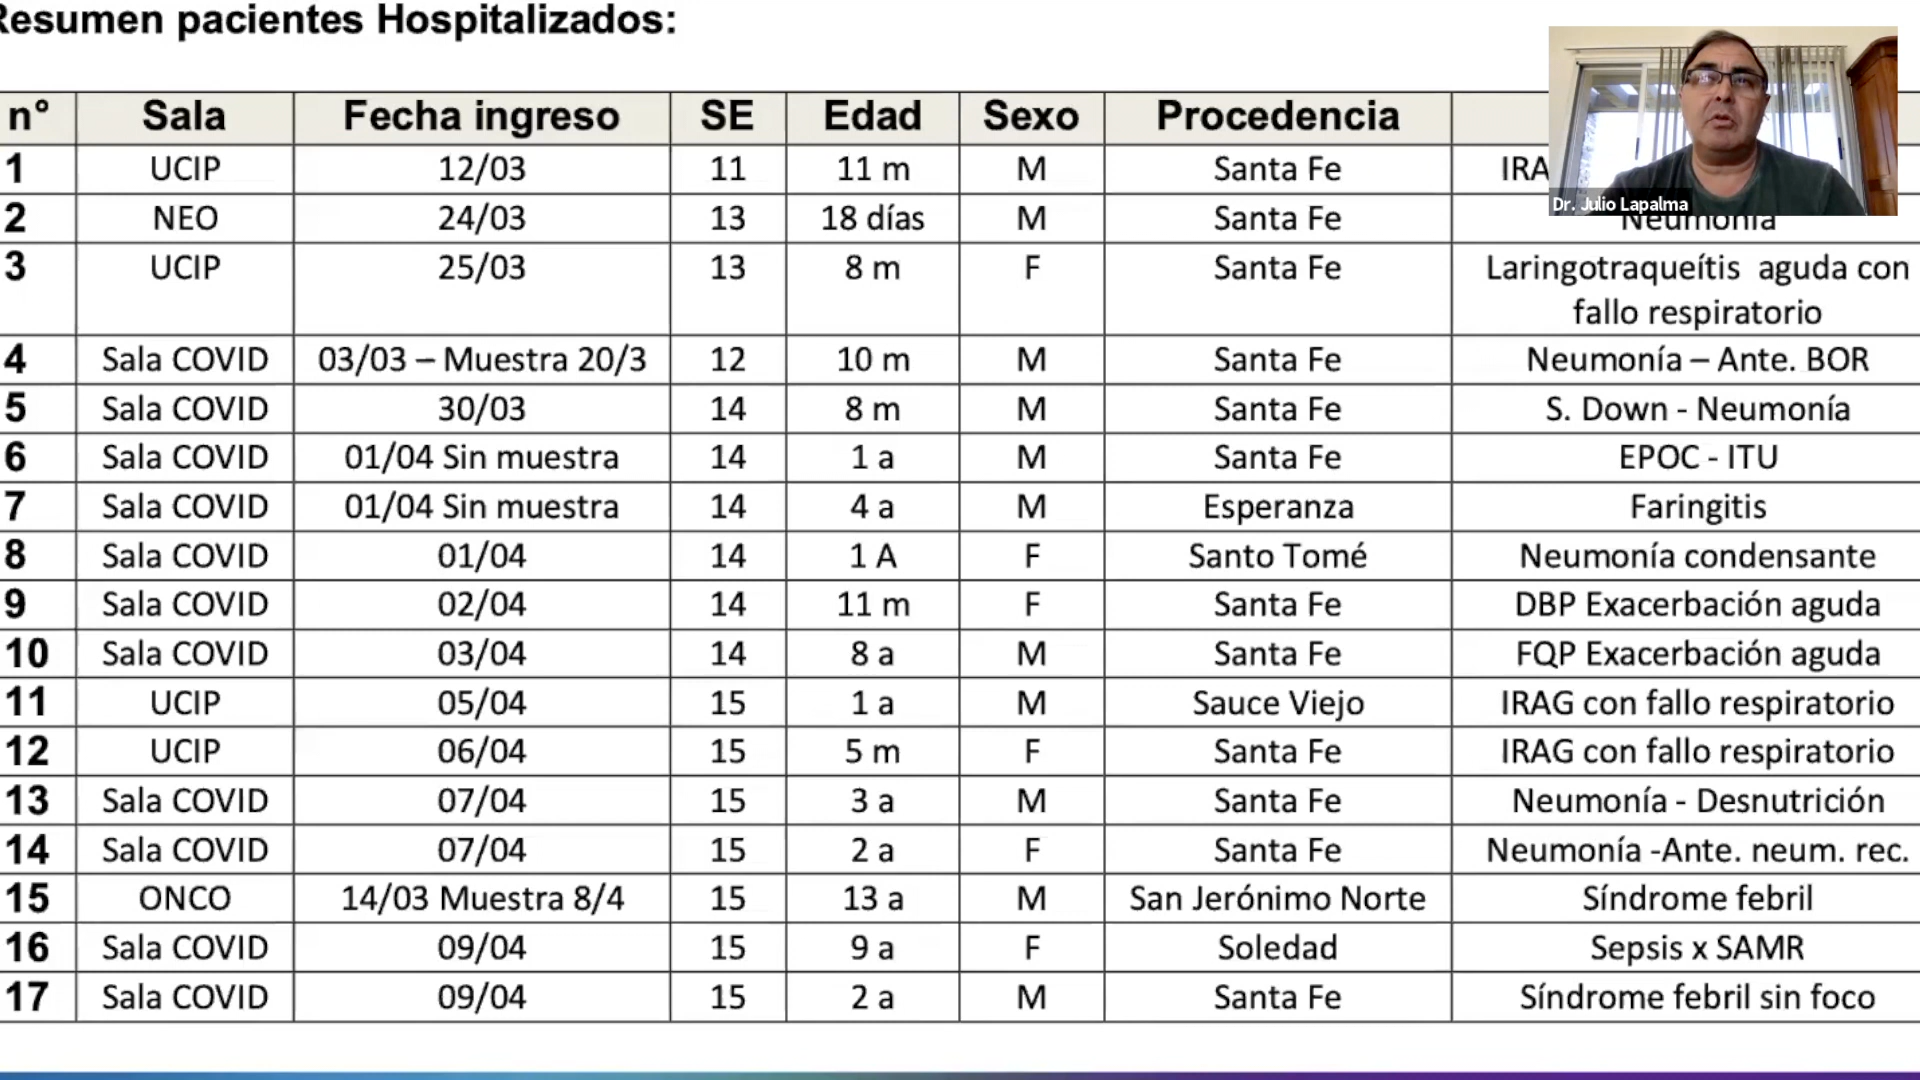 Resumen pacientes Hospitalizados:
n° Sala Fecha ingreso SE Edad Sexo Procedencia
1 UCIP 12/03 11 11 m M Santa Fe IRA
2 NEO 24/03 13 18 días M Santa Fe Neumonía
3 UCIP 25/03 13 8 m F Santa Fe Laringotraqueítis aguda con
fallo respiratorio
4 Sala COVID 03/03 – Muestra 20/3 12 10 m M Santa Fe Neumonía – Ante. BOR
5 Sala COVID 30/03 14 8 m M Santa Fe S. Down - Neumonía
6 Sala COVID 01/04 Sin muestra 14 1 a M Santa Fe EPOC - ITU
7 Sala COVID 01/04 Sin muestra 14 4 a M Esperanza Faringitis
8 Sala COVID 01/04 14 1 A F Santo Tomé Neumonía condensante
9 Sala COVID 02/04 14 11 m F Santa Fe DBP Exacerbación aguda
10 Sala COVID 03/04 14 8 a M Santa Fe FQP Exacerbación aguda
11 UCIP 05/04 15 1 a M Sauce Viejo IRAG con fallo respiratorio
12 UCIP 06/04 15 5 m F Santa Fe IRAG con fallo respiratorio
13 Sala COVID 07/04 15 3 a M Santa Fe Neumonía - Desnutrición
14 Sala COVID 07/04 15 2 a F Santa Fe Neumonía -Ante. neum. rec.
15 ONCO 14/03 Muestra 8/4 15 13 a M San Jerónimo Norte Síndrome febril
16 Sala COVID 09/04 15 9 a F Soledad Sepsis x SAMR
17 Sala COVID 09/04 15 2 a M Santa Fe Síndrome febril sin foco
Dr. Julio Lapalma